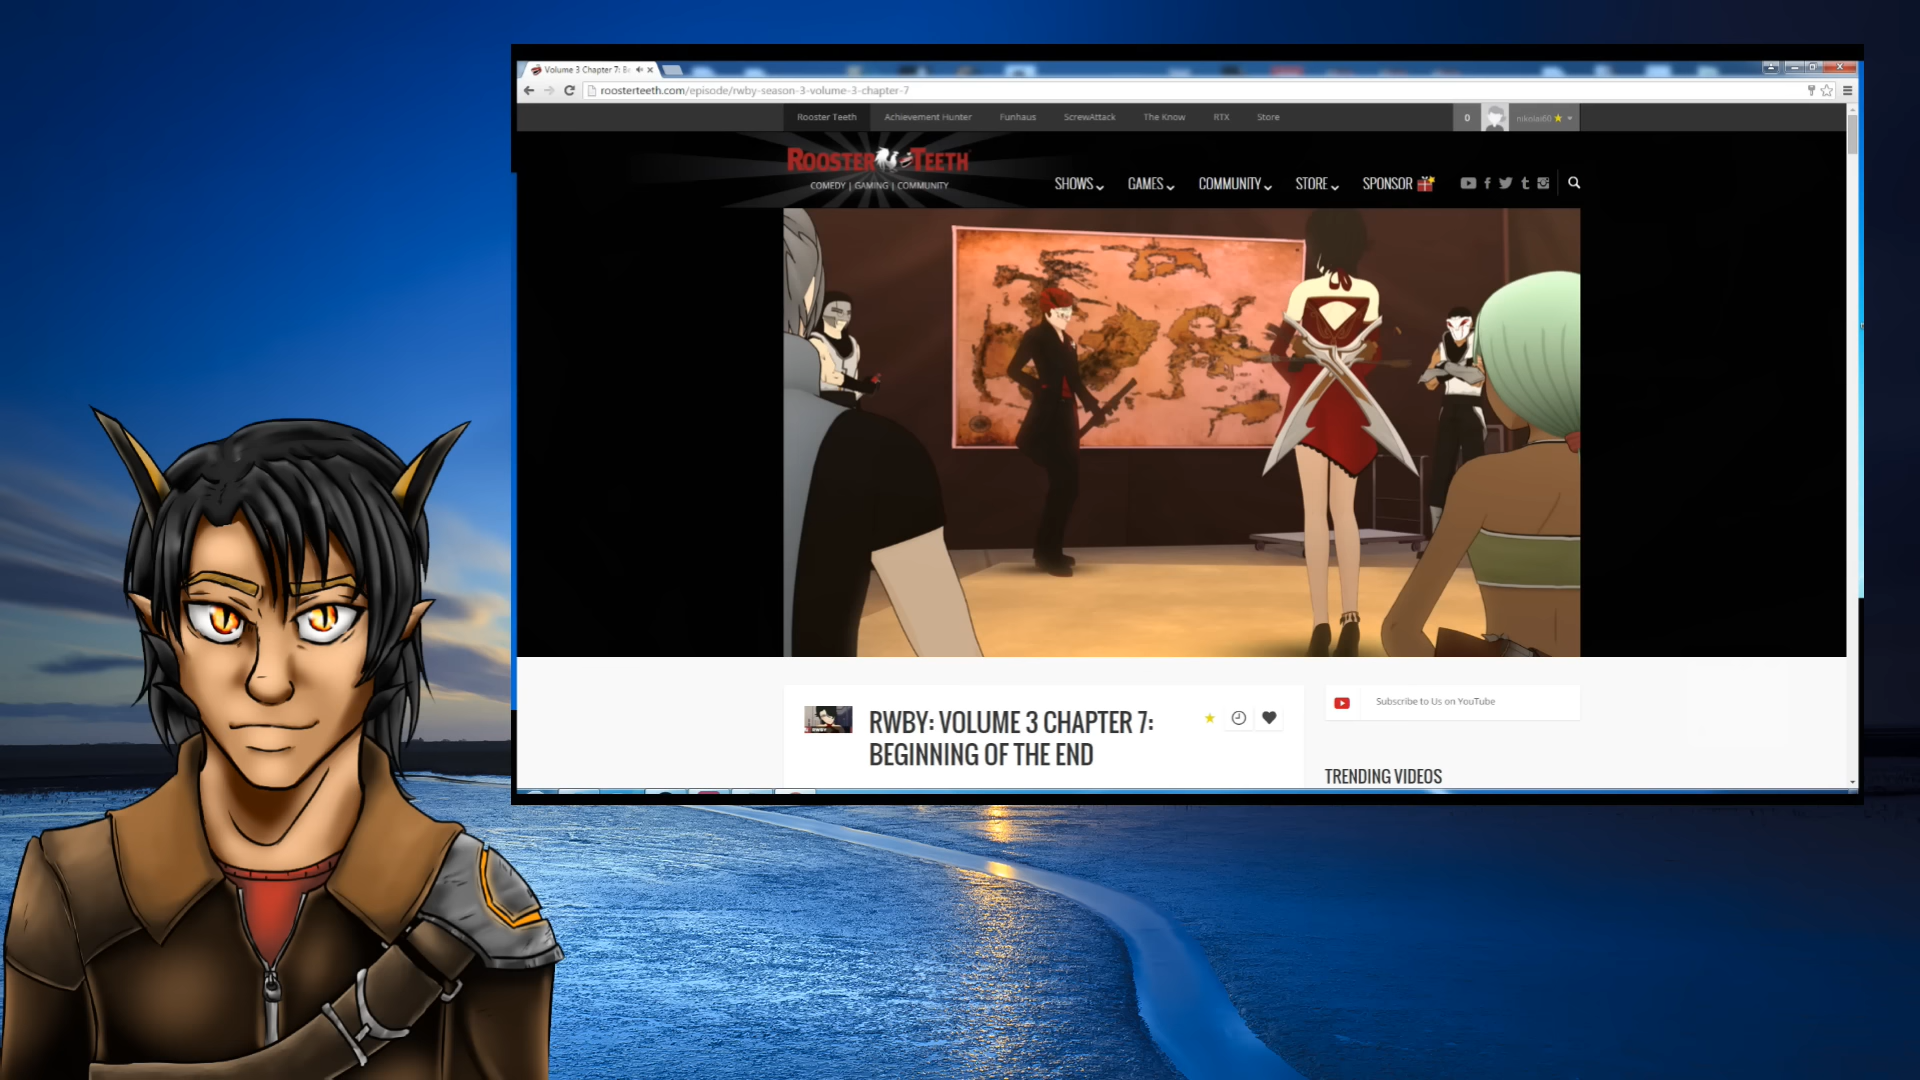 Volume 3 Chapter 7: Be
roosterteeth.com/episode/rwby-season-3-volume-3-chapter-7
Rooster Teeth Achievement Hunter Funhaus ScrewAttack The Know RTX Store 0 nikolai60
ROOSTER TEETH
COMEDY | GAMING | COMMUNITY
SHOWS GAMES COMMUNITY STORE SPONSOR
RWBY: VOLUME 3 CHAPTER 7:
BEGINNING OF THE END
Subscribe to Us on YouTube
TRENDING VIDEOS